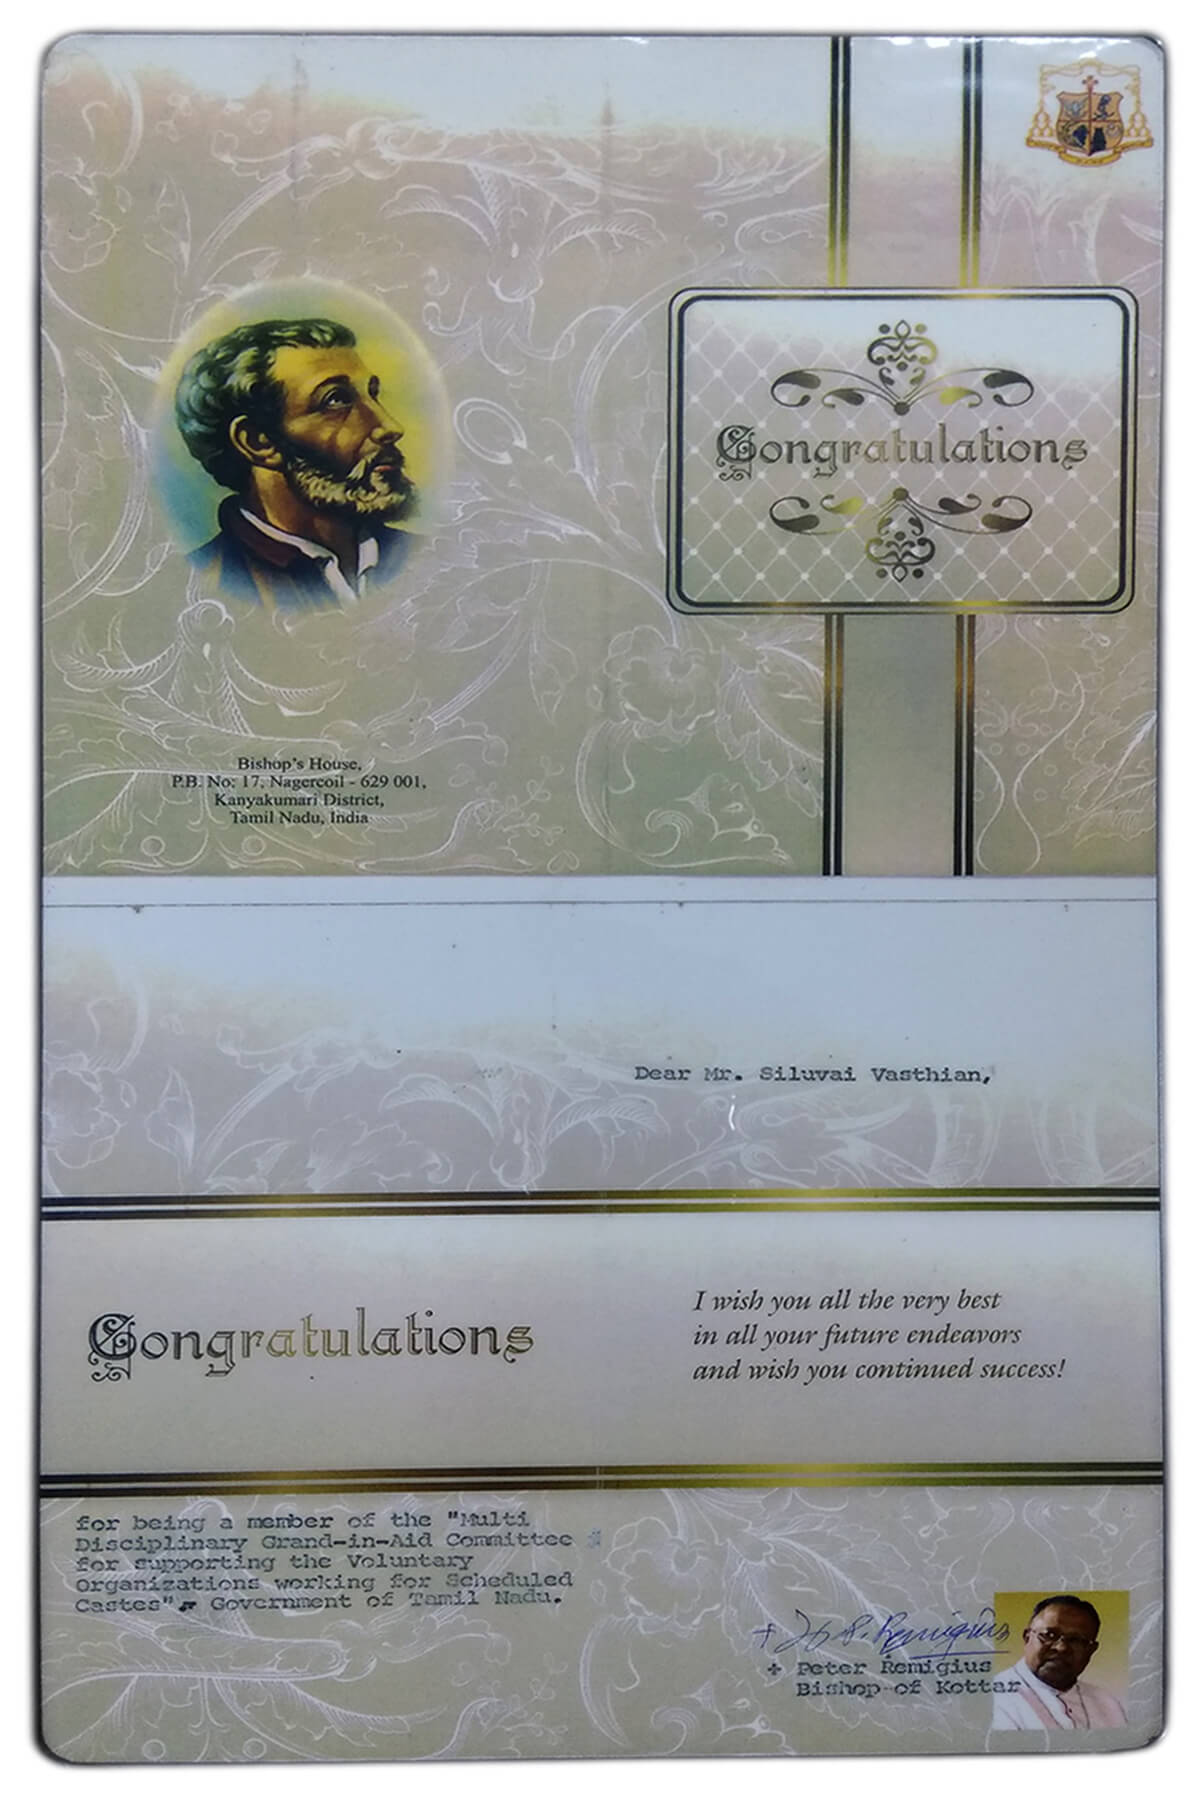 Congratulations
Bishop's House,
P.B. No: 17, Nagercoil - 629 001,
Kanyakumari District,
Tamil Nadu, India
Dear Mr. Siluvai Vasthian,
Congratulations
I wish you all the very best
in all your future endeavors
and wish you continued success!
for being a member of the "Multi
Disciplinary Grand-in-Aid Committee
for supporting the Voluntary
Organizations working for Scheduled
Castes", Government of Tamil Nadu.
Remigius
+ Peter Remigius
Bishop of Kottar